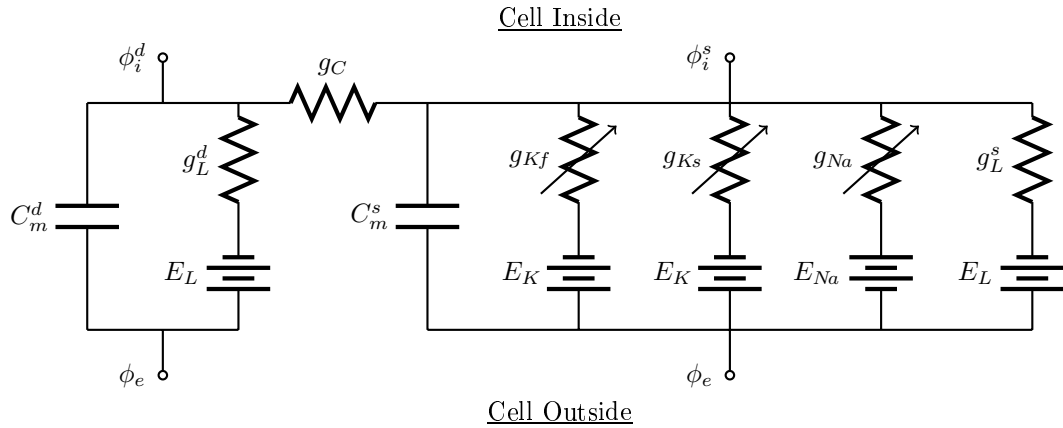 Cell Inside
ϕ_i^d ϕ_i^s
g_C
g_L^d g_{Kf} g_{Ks} g_{Na} g_L^s
C_m^d C_m^s
E_L E_K E_K E_{Na} E_L
ϕ_e ϕ_e
Cell Outside